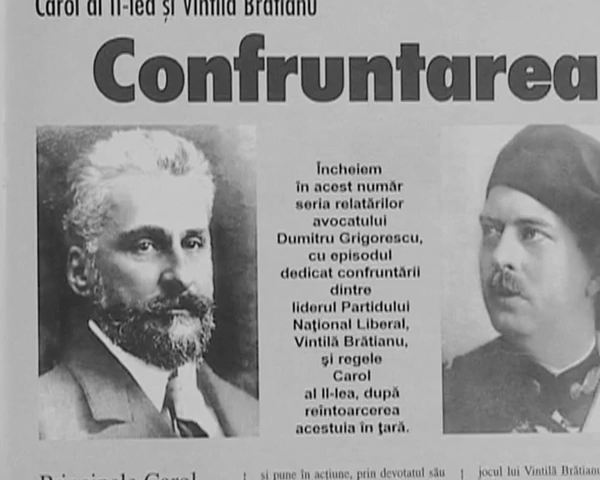 Carol al II-lea și Vintilă Brătianu
Confruntarea
Încheiem
în acest număr
seria relatărilor
avocatului
Dumitru Grigorescu,
cu episodul
dedicat confruntării
dintre
liderul Partidului
Național Liberal,
Vintilă Brătianu,
și regele
Carol
al II-lea, după
reîntoarcerea
acestuia în țară.
Principele Carol
și pune în acțiune, prin devotatul său
jocul lui Vintilă Brătianu